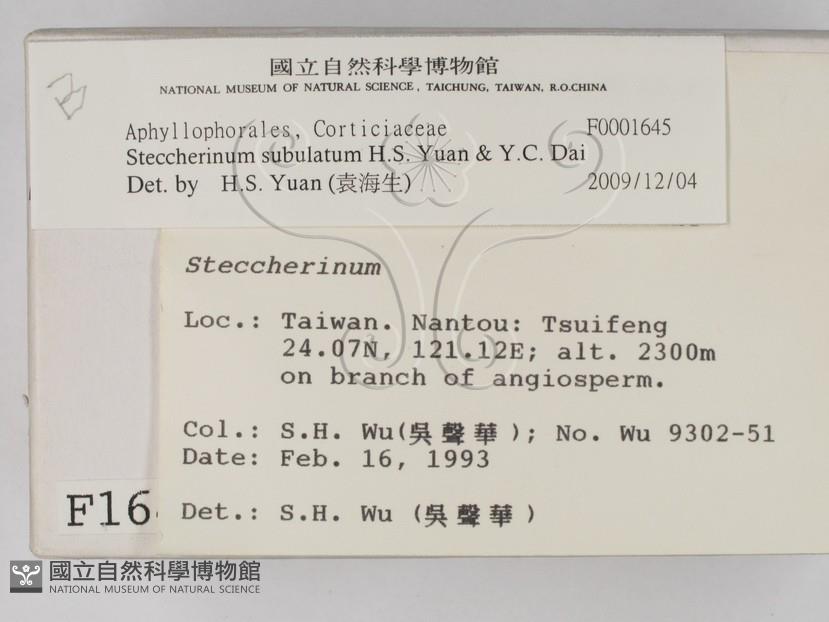 國立自然科學博物館
NATIONAL MUSEUM OF NATURAL SCIENCE, TAICHUNG, TAIWAN, R.O.CHINA
Aphyllophorales, Corticiaceae F0001645
Steccherinum subulatum H.S. Yuan & Y.C. Dai
Det. by H.S. Yuan (袁海生) 2009/12/04
Steccherinum
Loc.: Taiwan. Nantou: Tsuifeng
24.07N, 121.12E; alt. 2300m
on branch of angiosperm.
Col.: S.H. Wu(吳聲華); No. Wu 9302-51
Date: Feb. 16, 1993
F16
Det.: S.H. Wu (吳聲華)
國立自然科學博物館
NATIONAL MUSEUM OF NATURAL SCIENCE